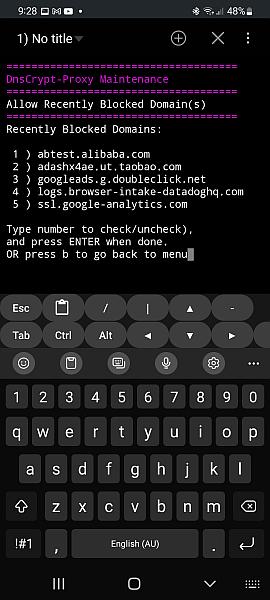 9:28
48%
1) No title
============================
DnsCrypt-Proxy Maintenance
============================
Allow Recently Blocked Domain(s)
============================
Recently Blocked Domains:
1 ) abtest.alibaba.com
2 ) adashx4ae.ut.taobao.com
3 ) googleads.g.doubleclick.net
4 ) logs.browser-intake-datadoghq.com
5 ) ssl.google-analytics.com
Type number to check/uncheck),
and press ENTER when done.
OR press b to go back to menu
Esc / | ▲ -
Tab Ctrl Alt ◄ ▼ ►
1 2 3 4 5 6 7 8 9 0
q w e r t y u i o p
a s d f g h j k l
z x c v b n m
!#1 , English (AU) .